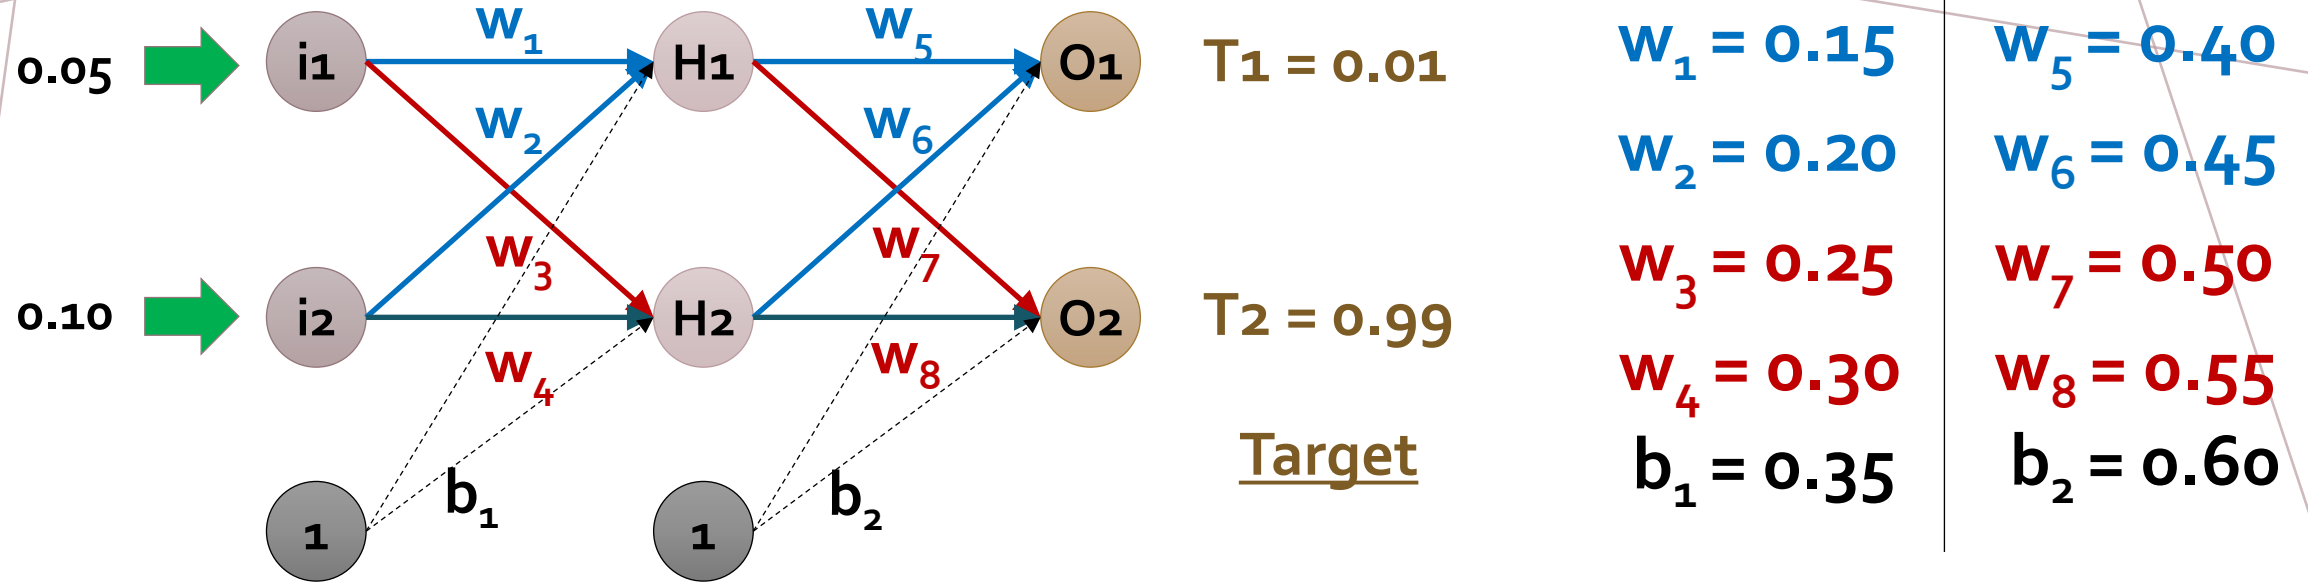 w1 w5
0.05 i1 H1 O1 T1 = 0.01
w2 w6
w3 w7
0.10 i2 H2 O2 T2 = 0.99
w4 w8
Target
b1 b2
1 1
w1 = 0.15 w5 = 0.40
w2 = 0.20 w6 = 0.45
w3 = 0.25 w7 = 0.50
w4 = 0.30 w8 = 0.55
b1 = 0.35 b2 = 0.60